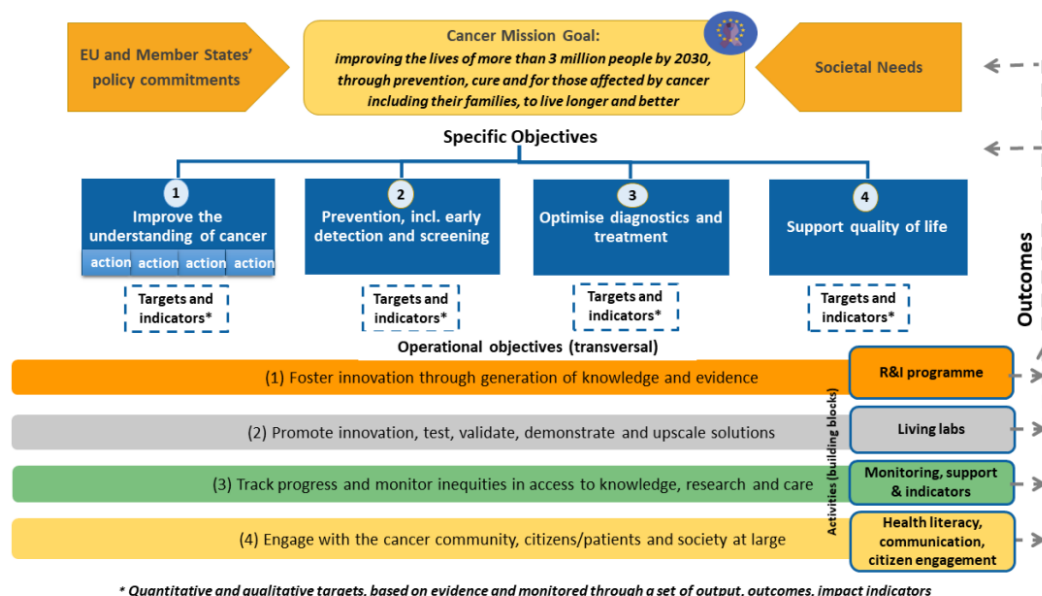 EU and Member States'
policy commitments
Cancer Mission Goal:
improving the lives of more than 3 million people by 2030,
through prevention, cure and for those affected by cancer
including their families, to live longer and better
Societal Needs
Specific Objectives
1
Improve the
understanding of cancer
action action action action
2
Prevention, incl. early
detection and screening
3
Optimise diagnostics and
treatment
4
Support quality of life
Targets and
indicators*
Targets and
indicators*
Targets and
indicators*
Targets and
indicators*
Outcomes
Operational objectives (transversal)
Activities (building blocks)
(1) Foster innovation through generation of knowledge and evidence
R&I programme
(2) Promote innovation, test, validate, demonstrate and upscale solutions
Living labs
(3) Track progress and monitor inequities in access to knowledge, research and care
Monitoring, support
& indicators
(4) Engage with the cancer community, citizens/patients and society at large
Health literacy,
communication,
citizen engagement
* Quantitative and qualitative targets, based on evidence and monitored through a set of output, outcomes, impact indicators